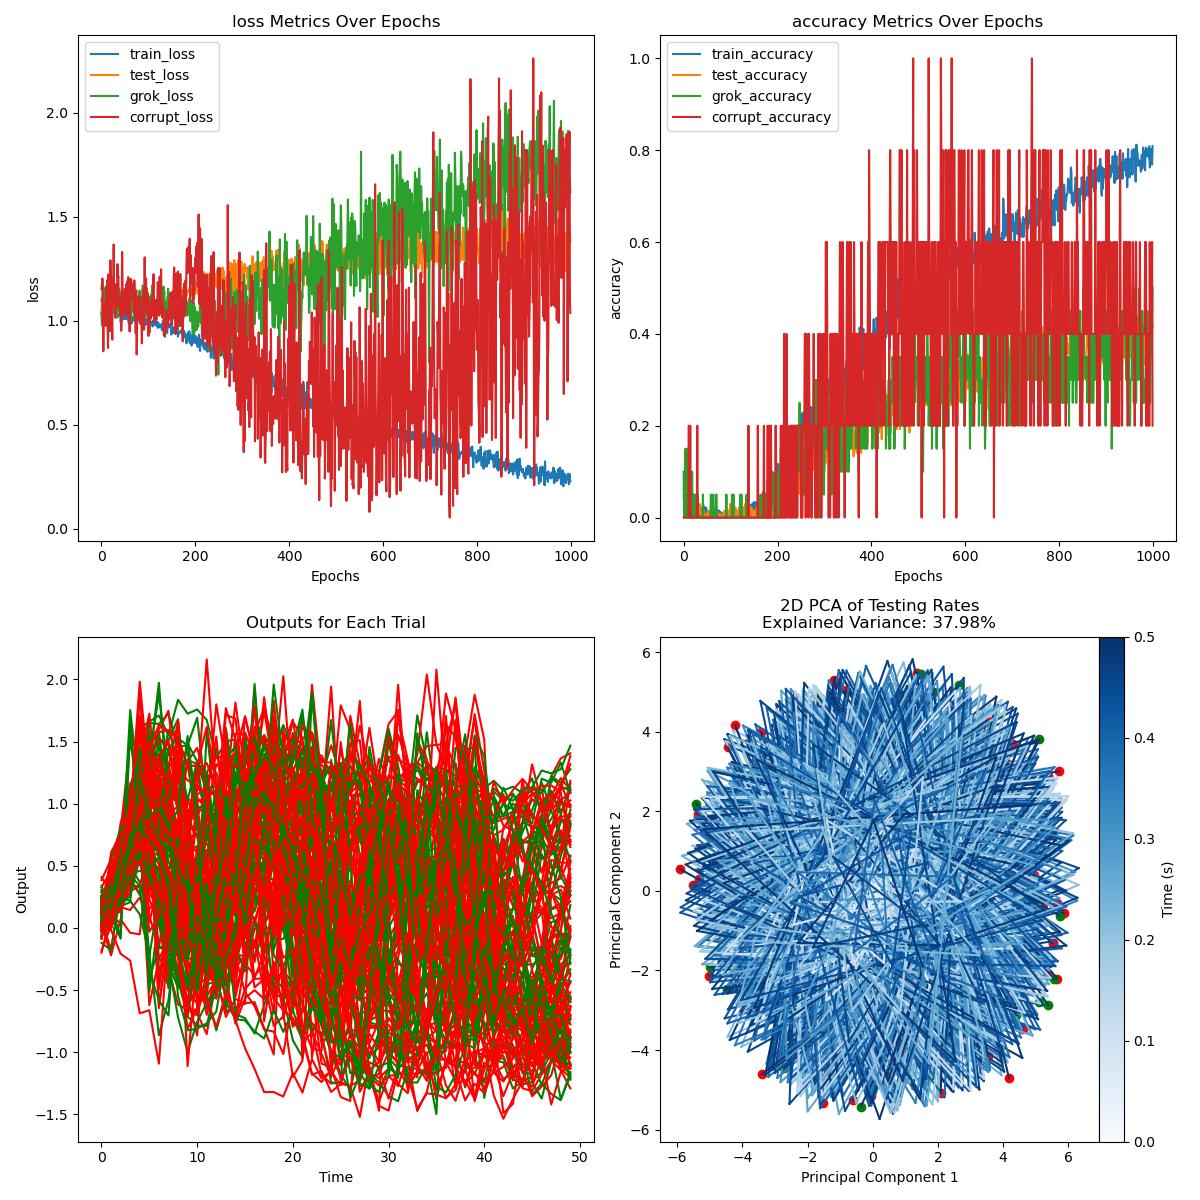 loss Metrics Over Epochs
train_loss
test_loss
grok_loss
corrupt_loss
2.0
1.5
1.0
0.5
0.0
loss
0 200 400 600 800 1000
Epochs
accuracy Metrics Over Epochs
train_accuracy
test_accuracy
grok_accuracy
corrupt_accuracy
1.0
0.8
0.6
0.4
0.2
0.0
accuracy
0 200 400 600 800 1000
Epochs
Outputs for Each Trial
2.0
1.5
1.0
0.5
0.0
−0.5
−1.0
−1.5
Output
0 10 20 30 40 50
Time
2D PCA of Testing Rates
Explained Variance: 37.98%
6
4
2
0
−2
−4
−6
Principal Component 2
−6 −4 −2 0 2 4 6
Principal Component 1
0.5
0.4
0.3
0.2
0.1
0.0
Time (s)